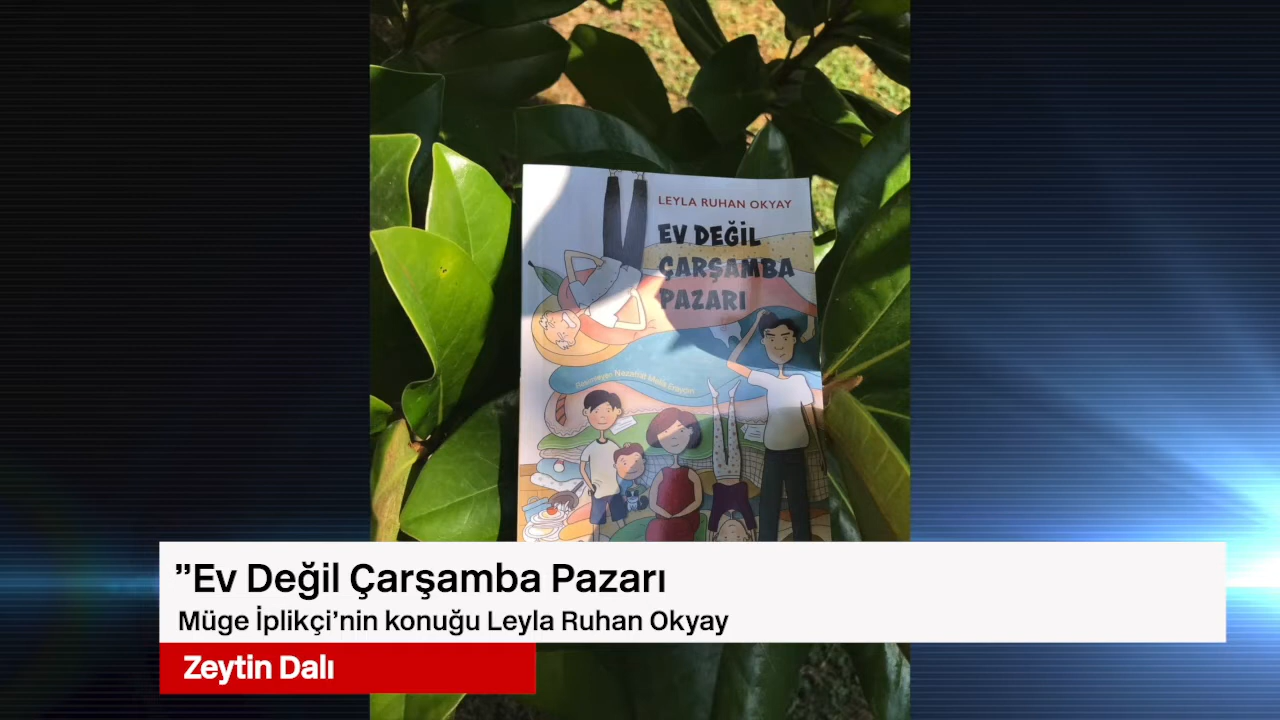 LEYLA RUHAN OKYAY
EV DEĞİL
ÇARŞAMBA
PAZARI
”Ev Değil Çarşamba Pazarı
Müge İplikçi’nin konuğu Leyla Ruhan Okyay
Zeytin Dalı